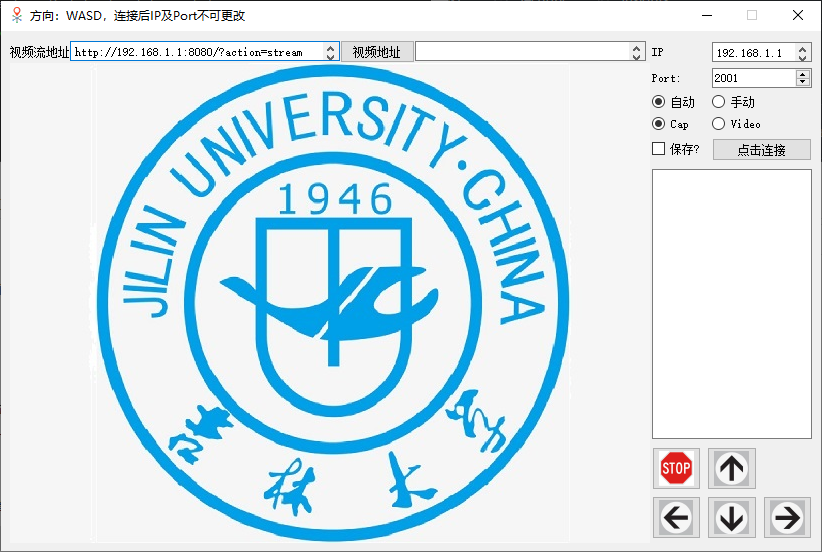 方向：WASD，连接后IP及Port不可更改
视频流地址 http://192.168.1.1:8080/?action=stream 视频地址
IP 192.168.1.1
Port: 2001
自动 手动
Cap Video
保存? 点击连接
JILIN UNIVERSITY·CHINA
1946
吉林大学
STOP